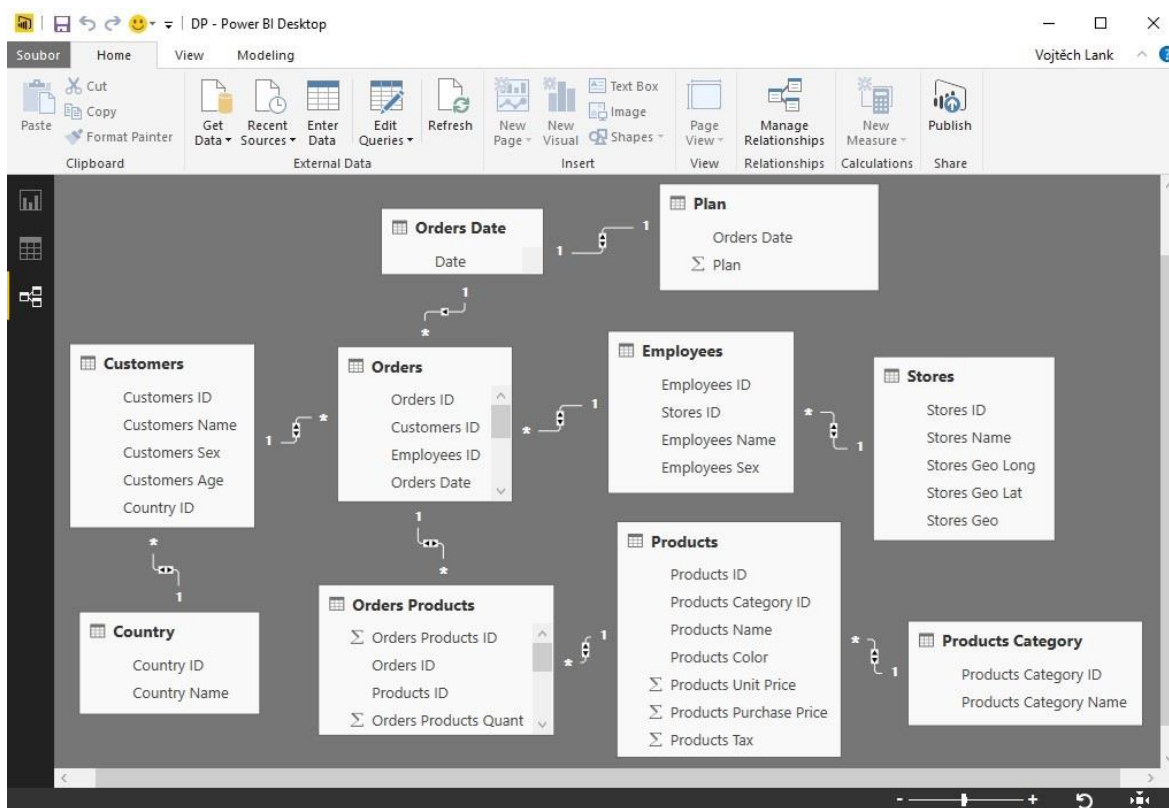 DP - Power BI Desktop
Soubor Home View Modeling Vojtěch Lank
Paste
Cut
Copy
Format Painter
Clipboard
Get Data
Recent Sources
Enter Data
Edit Queries
Refresh
External Data
New Page
New Visual
Text Box
Image
Shapes
Insert
Page View
View
Manage Relationships
Relationships
New Measure
Calculations
Publish
Share
Orders Date
Date
1
1
Plan
Orders Date
Σ Plan
1
*
Customers
Customers ID
Customers Name
Customers Sex
Customers Age
Country ID
1
*
Orders
Orders ID
Customers ID
Employees ID
Orders Date
*
1
Employees
Employees ID
Stores ID
Employees Name
Employees Sex
*
1
Stores
Stores ID
Stores Name
Stores Geo Long
Stores Geo Lat
Stores Geo
*
1
Country
Country ID
Country Name
1
*
Orders Products
Σ Orders Products ID
Orders ID
Products ID
Σ Orders Products Quant
*
1
Products
Products ID
Products Category ID
Products Name
Products Color
Σ Products Unit Price
Σ Products Purchase Price
Σ Products Tax
*
1
Products Category
Products Category ID
Products Category Name
- +